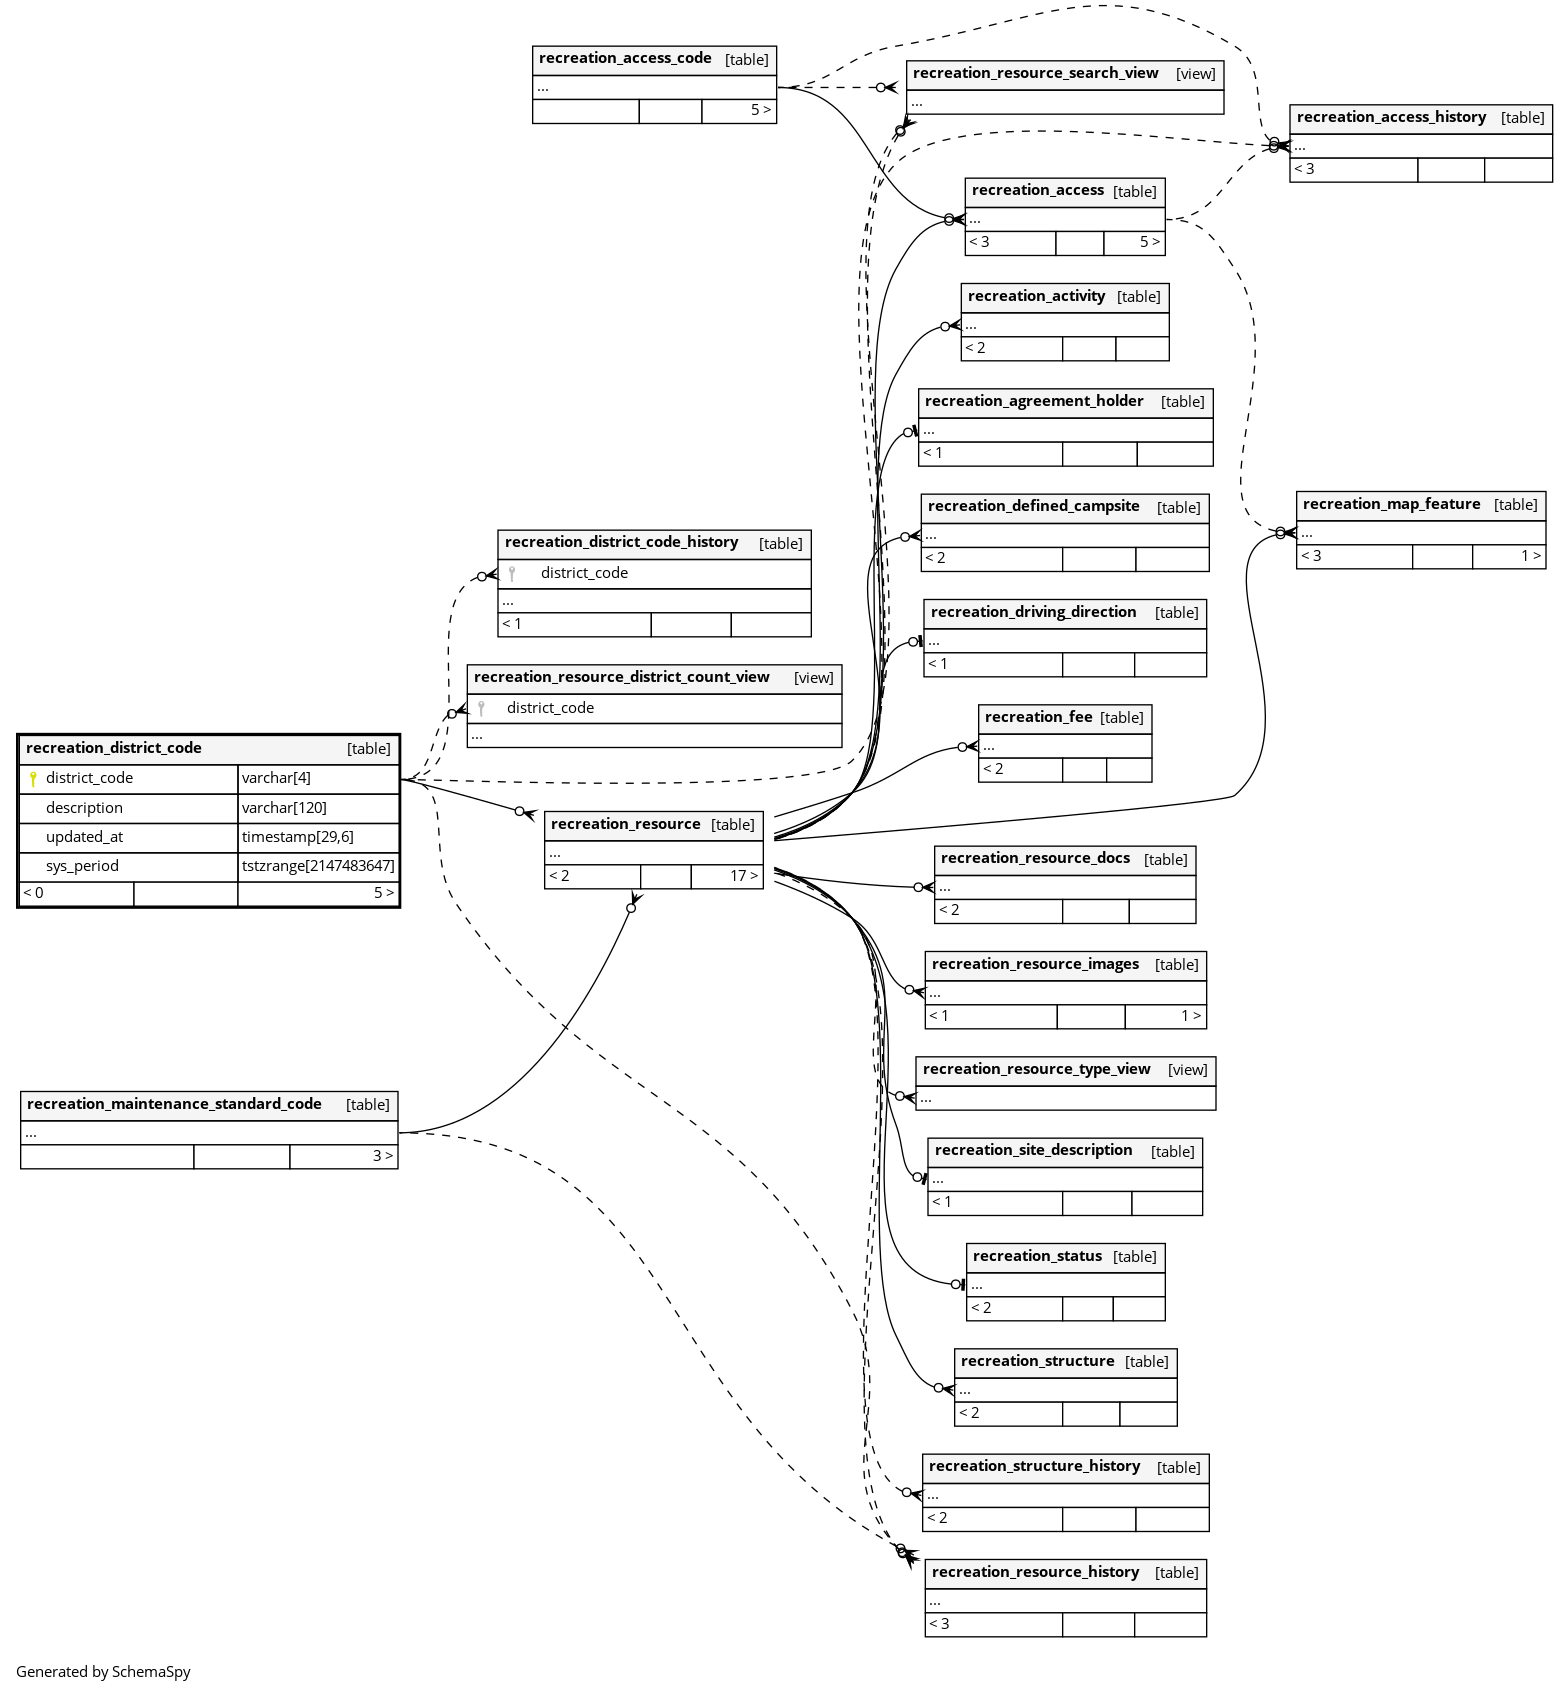 recreation_access_code [table]
...
5 >
recreation_resource_search_view [view]
...
recreation_access_history [table]
...
< 3
recreation_access [table]
...
< 3 5 >
recreation_activity [table]
...
< 2
recreation_agreement_holder [table]
...
< 1
recreation_defined_campsite [table]
...
< 2
recreation_map_feature [table]
...
< 3 1 >
recreation_district_code_history [table]
district_code
...
< 1
recreation_driving_direction [table]
...
< 1
recreation_resource_district_count_view [view]
district_code
...
recreation_fee [table]
...
< 2
recreation_district_code [table]
district_code varchar[4]
description varchar[120]
updated_at timestamp[29,6]
sys_period tstzrange[2147483647]
< 0 5 >
recreation_resource [table]
...
< 2 17 >
recreation_resource_docs [table]
...
< 2
recreation_resource_images [table]
...
< 1 1 >
recreation_resource_type_view [view]
...
recreation_maintenance_standard_code [table]
...
3 >
recreation_site_description [table]
...
< 1
recreation_status [table]
...
< 2
recreation_structure [table]
...
< 2
recreation_structure_history [table]
...
< 2
recreation_resource_history [table]
...
< 3
Generated by SchemaSpy